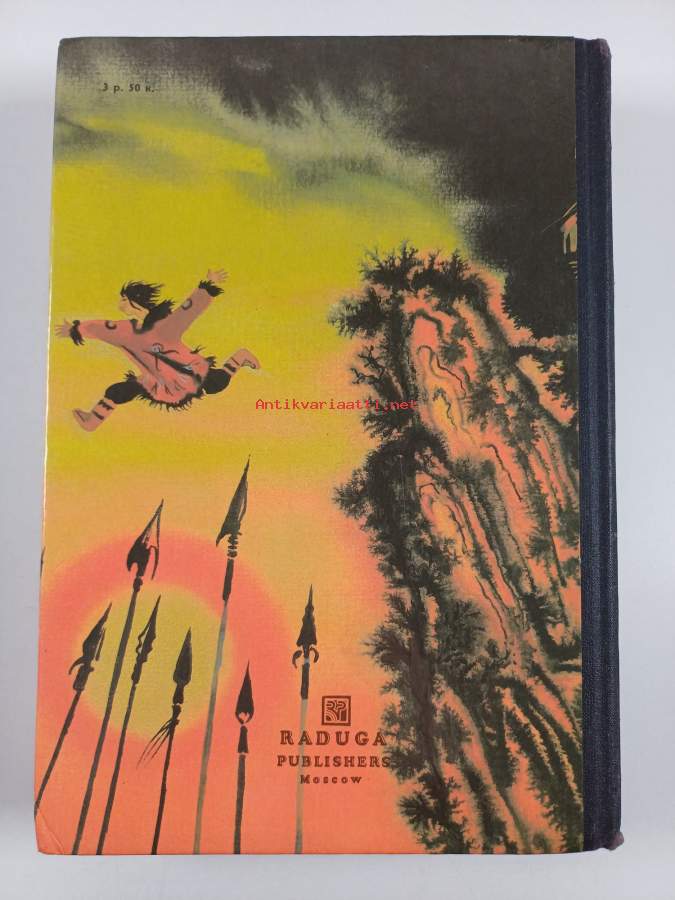 3 р. 50 к.
Antikvariaatti.net
RADUGA
PUBLISHERS
Moscow